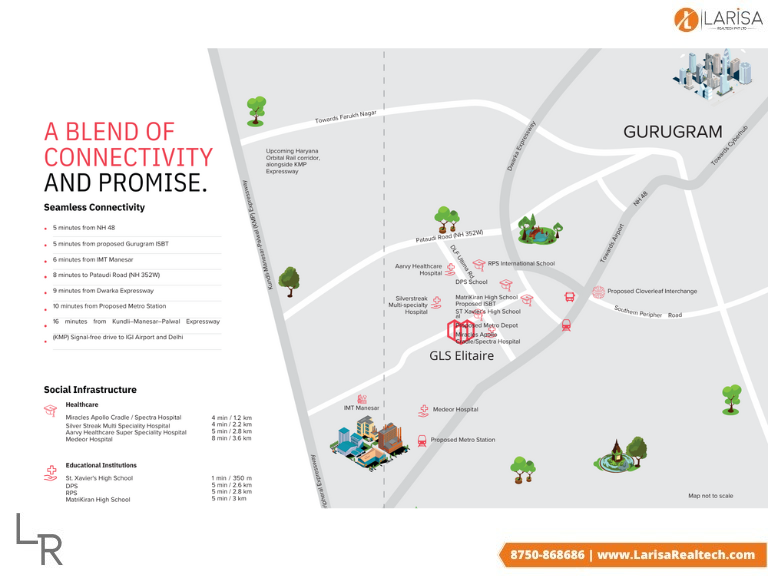 LARISA
REALTECH PVT LTD
A BLEND OF
CONNECTIVITY
AND PROMISE.
Seamless Connectivity
5 minutes from NH 48
5 minutes from proposed Gurugram ISBT
6 minutes from IMT Manesar
8 minutes to Pataudi Road (NH 352W)
9 minutes from Dwarka Expressway
10 minutes from Proposed Metro Station
16 minutes from Kundli–Manesar–Palwal Expressway
(KMP) Signal-free drive to IGI Airport and Delhi
Social Infrastructure
Healthcare
Miracles Apollo Cradle / Spectra Hospital 4 min / 1.2 km
Silver Streak Multi Speciality Hospital 4 min / 2.2 km
Aarvy Healthcare Super Speciality Hospital 5 min / 2.8 km
Medeor Hospital 8 min / 3.6 km
Educational Institutions
St. Xavier's High School 1 min / 350 m
DPS 5 min / 2.6 km
RPS 5 min / 2.8 km
MatriKiran High School 5 min / 3 km
Towards Farukh Nagar
Upcoming Haryana
Orbital Rail corridor,
alongside KMP
Expressway
Kundli Manesar Palwal (KMP) Expressway
Dwarka Expressway
GURUGRAM
Towards Cyberhub
NH 48
Towards Airport
Pataudi Road (NH 352W)
DLF Ultima Rd
Aarvy Healthcare
Hospital
RPS International School
DPS School
Silverstreak
Multi-specialty
Hospital
MatriKiran High School
Proposed ISBT
ST Xavier's High School
Proposed Metro Depot
Miracles Apollo
Cradle/Spectra Hospital
GLS Elitaire
Proposed Cloverleaf Interchange
Southern Peripher Road
IMT Manesar
Medeor Hospital
Proposed Metro Station
Map not to scale
LR
8750-868686 | www.LarisaRealtech.com